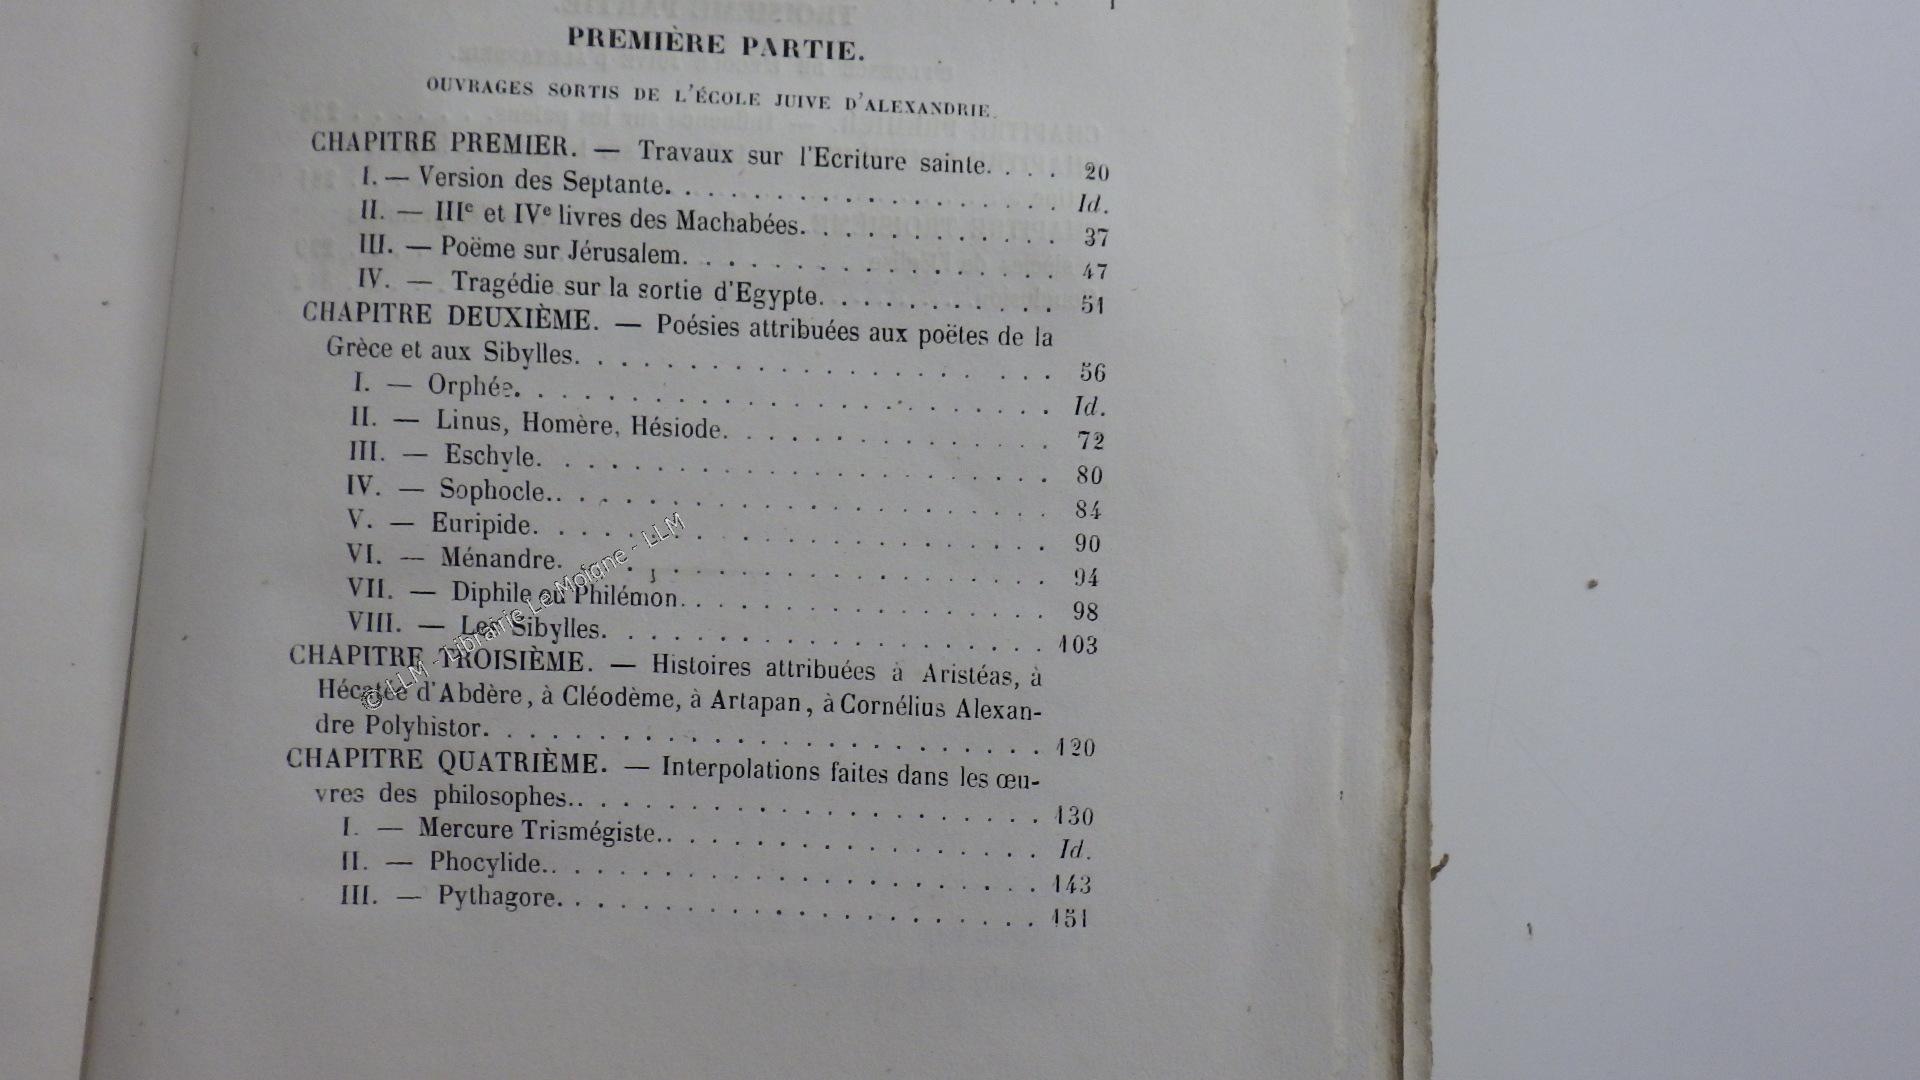 PREMIÈRE PARTIE.
OUVRAGES SORTIS DE L'ÉCOLE JUIVE D'ALEXANDRIE.
CHAPITRE PREMIER. — Travaux sur l'Ecriture sainte. . . . 20
I. — Version des Septante. . . . . . . . . . . . . . . . . Id.
II. — IIIe et IVe livres des Machabées. . . . . . . . . . . . 37
III. — Poëme sur Jérusalem. . . . . . . . . . . . . . . . 47
IV. — Tragédie sur la sortie d'Egypte. . . . . . . . . . . 51
CHAPITRE DEUXIÈME. — Poésies attribuées aux poëtes de la
Grèce et aux Sibylles. . . . . . . . . . . . . . . . . . . 56
I. — Orphée. . . . . . . . . . . . . . . . . . . . . . . Id.
II. — Linus, Homère, Hésiode. . . . . . . . . . . . . . 72
III. — Eschyle. . . . . . . . . . . . . . . . . . . . . . 80
IV. — Sophocle. . . . . . . . . . . . . . . . . . . . . . 84
V. — Euripide. . . . . . . . . . . . . . . . . . . . . . 90
VI. — Ménandre. . . . . . . . . . . . . . . . . . . . . 94
VII. — Diphile ou Philémon. . . . . . . . . . . . . . . 98
VIII. — Les Sibylles. . . . . . . . . . . . . . . . . . . 103
CHAPITRE TROISIÈME. — Histoires attribuées à Aristéas, à
Hécatée d'Abdère, à Cléodème, à Artapan, à Cornélius Alexan-
dre Polyhistor. . . . . . . . . . . . . . . . . . . . . . . 120
CHAPITRE QUATRIÈME. — Interpolations faites dans les œu-
vres des philosophes. . . . . . . . . . . . . . . . . . . . 130
I. — Mercure Trismégiste. . . . . . . . . . . . . . . . . Id.
II. — Phocylide. . . . . . . . . . . . . . . . . . . . . 143
III. — Pythagore. . . . . . . . . . . . . . . . . . . . . 151
© LLM - Librairie Le Moigne - LLM